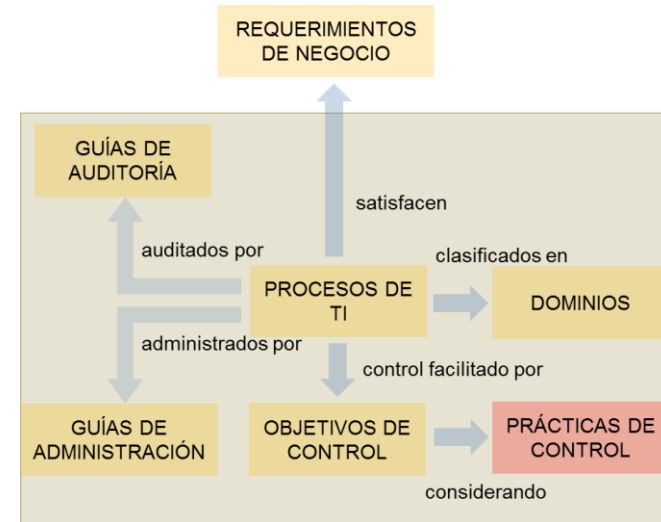 REQUERIMIENTOS
DE NEGOCIO
GUÍAS DE
AUDITORÍA
satisfacen
auditados por
clasificados en
PROCESOS DE
TI
DOMINIOS
administrados por
control facilitado por
GUÍAS DE
ADMINISTRACIÓN
OBJETIVOS DE
CONTROL
PRÁCTICAS DE
CONTROL
considerando